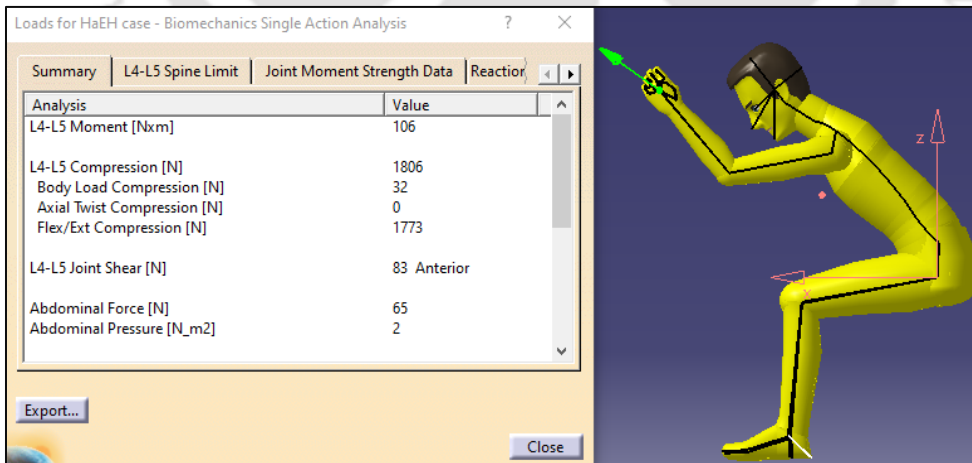 Loads for HaEH case - Biomechanics Single Action Analysis ?
Summary L4-L5 Spine Limit Joint Moment Strength Data Reaction
Analysis Value
L4-L5 Moment [Nxm] 106
L4-L5 Compression [N] 1806
Body Load Compression [N] 32
Axial Twist Compression [N] 0
Flex/Ext Compression [N] 1773
L4-L5 Joint Shear [N] 83 Anterior
Abdominal Force [N] 65
Abdominal Pressure [N_m2] 2
Export...
Close
z
x